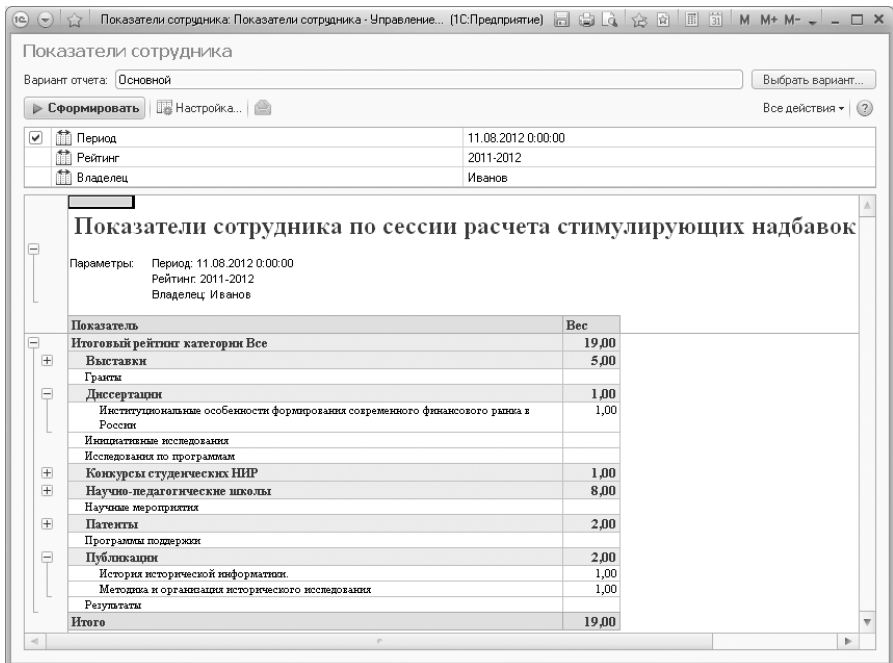 1С Показатели сотрудника: Показатели сотрудника - Управление... (1С:Предприятие) 31 M M+ M-
Показатели сотрудника
Вариант отчета: Основной Выбрать вариант...
Сформировать Настройка... Все действия ?
Период 11.08.2012 0:00:00
Рейтинг 2011-2012
Владелец Иванов
Показатели сотрудника по сессии расчета стимулирующих надбавок
Параметры: Период: 11.08.2012 0:00:00
Рейтинг: 2011-2012
Владелец: Иванов
Показатель Вес
Итоговый рейтинг категории Все 19,00
Выставки 5,00
Гранты
Диссертации 1,00
Институциональные особенности формирования современного финансового рынка в 1,00
России
Инициативные исследования
Исследования по программам
Конкурсы студенческих НИР 1,00
Научно-педагогические школы 8,00
Научные мероприятия
Патенты 2,00
Программы поддержки
Публикации 2,00
История исторической информатики. 1,00
Методика и организация исторического исследования 1,00
Результаты
Итого 19,00